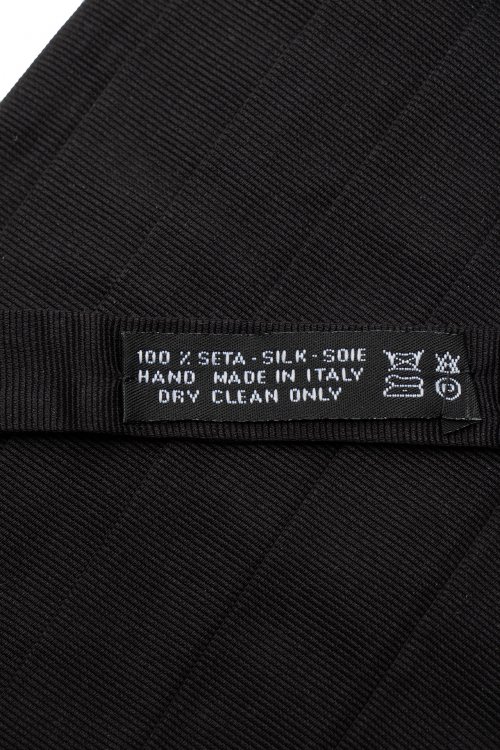 100 % SETA - SILK - SOIE
HAND MADE IN ITALY
DRY CLEAN ONLY
P